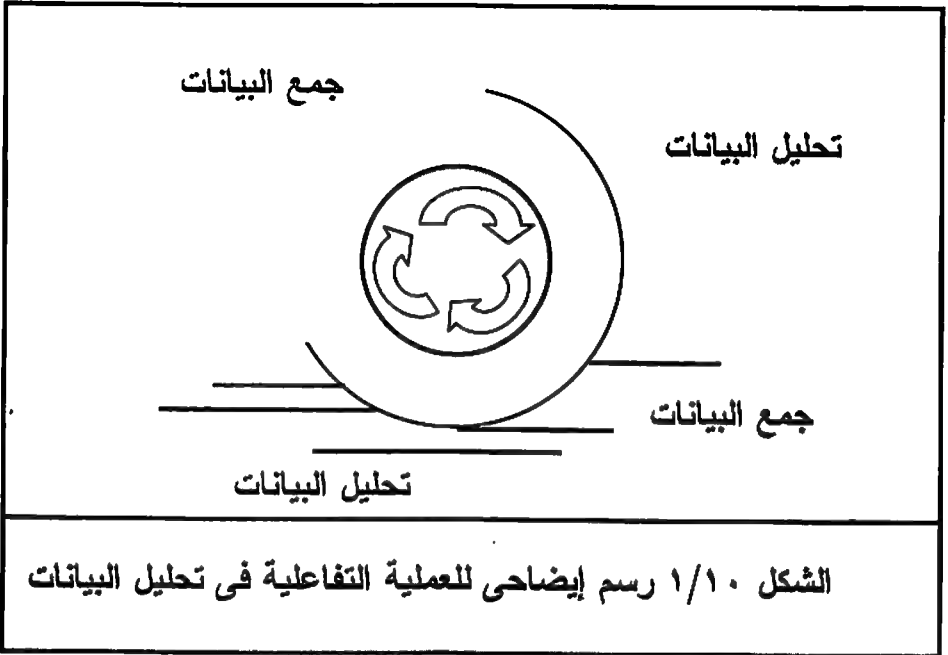 جمع البيانات
تحليل البيانات
جمع البيانات
تحليل البيانات
الشكل ١/١٠ رسم إيضاحى للعملية التفاعلية فى تحليل البيانات